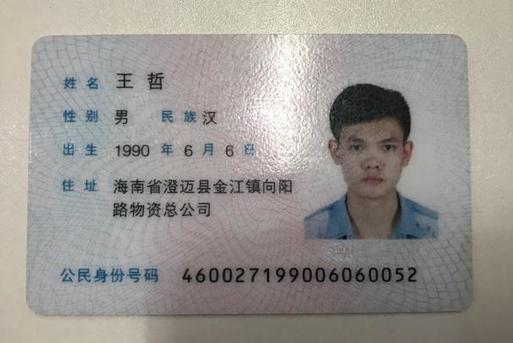 姓名 王哲
性别 男 民族 汉
出生 1990 年 6 月 6 日
住址 海南省澄迈县金江镇向阳
路物资总公司
公民身份号码 460027199006060052